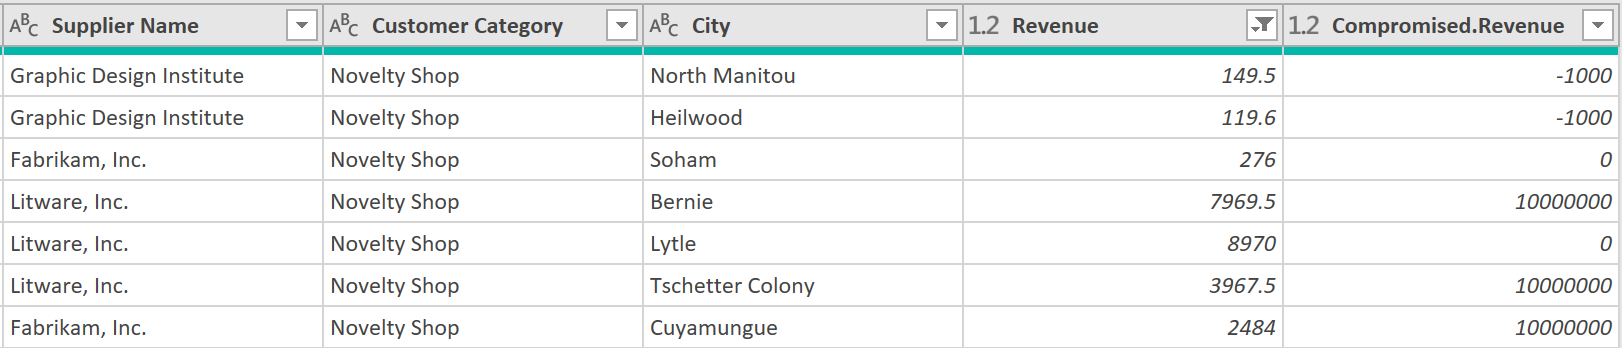 ABC Supplier Name ABC Customer Category ABC City 1.2 Revenue 1.2 Compromised.Revenue
Graphic Design Institute Novelty Shop North Manitou 149.5 -1000
Graphic Design Institute Novelty Shop Heilwood 119.6 -1000
Fabrikam, Inc. Novelty Shop Soham 276 0
Litware, Inc. Novelty Shop Bernie 7969.5 10000000
Litware, Inc. Novelty Shop Lytle 8970 0
Litware, Inc. Novelty Shop Tschetter Colony 3967.5 10000000
Fabrikam, Inc. Novelty Shop Cuyamungue 2484 10000000